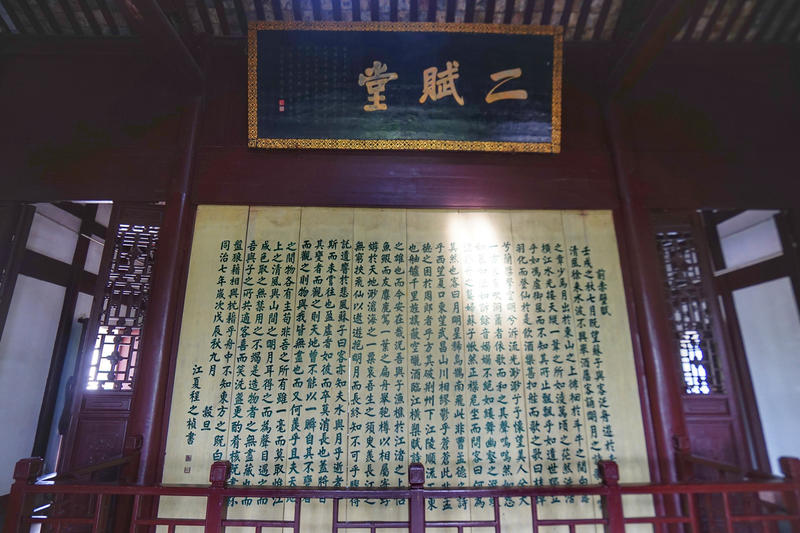 二賦堂
前赤壁賦
壬戌之秋七月既望蘇子與客泛舟遊於
清風徐來水波不興舉酒屬客誦明月
之章少焉月出於東山之上徘徊於斗牛之間白露
橫江水光接天縱一葦之所如凌萬頃之茫然浩浩
乎如馮虛御風而不知其所止飄飄乎如遺世獨立
羽化而登仙於是飲酒樂甚扣舷而歌之歌曰桂棹
兮蘭槳擊空明兮泝流光渺渺兮予懷望美人兮天
一方客有吹洞簫者依歌而和之其聲嗚嗚然如怨
如慕如泣如訴餘音嫋嫋不絕如縷舞幽壑之潛
之嫠婦蘇子愀然正襟危坐而問客曰何為
其然也客曰月明星稀烏鵲南飛此非曹孟德之詩
乎西望夏口東望武昌山川相繆鬱乎蒼蒼此非孟
德之困於周郎者乎方其破荊州下江陵順流而東
也舳艫千里旌旗蔽空釃酒臨江橫槊賦詩
之雄也而今安在哉況吾與子漁樵於江渚之上侶
魚鰕而友麋鹿駕一葉之扁舟舉匏樽以相屬寄蜉
蝣於天地渺滄海之一粟哀吾生之須臾羨長江之
無窮挾飛仙以遨遊抱明月而長終知不可乎驟得
託遺響於悲風蘇子曰客亦知夫水與月乎逝者如
斯而未嘗往也盈虛者如彼而卒莫消長也蓋將自
其變者而觀之則天地曾不能以一瞬自其不變者
而觀之則物與我皆無盡也而又何羨乎且夫天地
之間物各有主苟非吾之所有雖一毫而莫取惟江
上之清風與山間之明月耳得之而為聲目遇之而
成色取之無禁用之不竭是造物者之無盡藏也而
吾與子之所共適客喜而笑洗盞更酌肴核既盡杯
盤狼藉相與枕藉乎舟中不知東方之既白
同治七年歲次戊辰秋九月 穀旦
江夏程之楨書